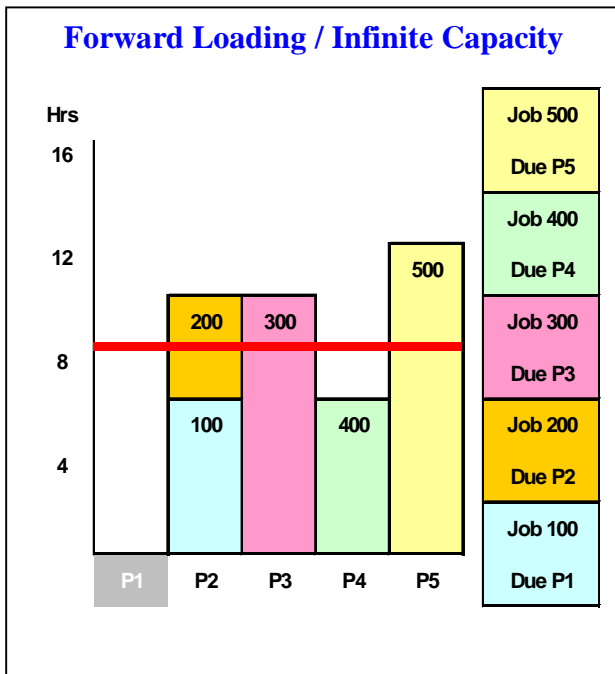 Forward Loading / Infinite Capacity
Hrs
16
12
8
4
200
300
500
100
400
P1
P2
P3
P4
P5
Job 500
Due P5
Job 400
Due P4
Job 300
Due P3
Job 200
Due P2
Job 100
Due P1